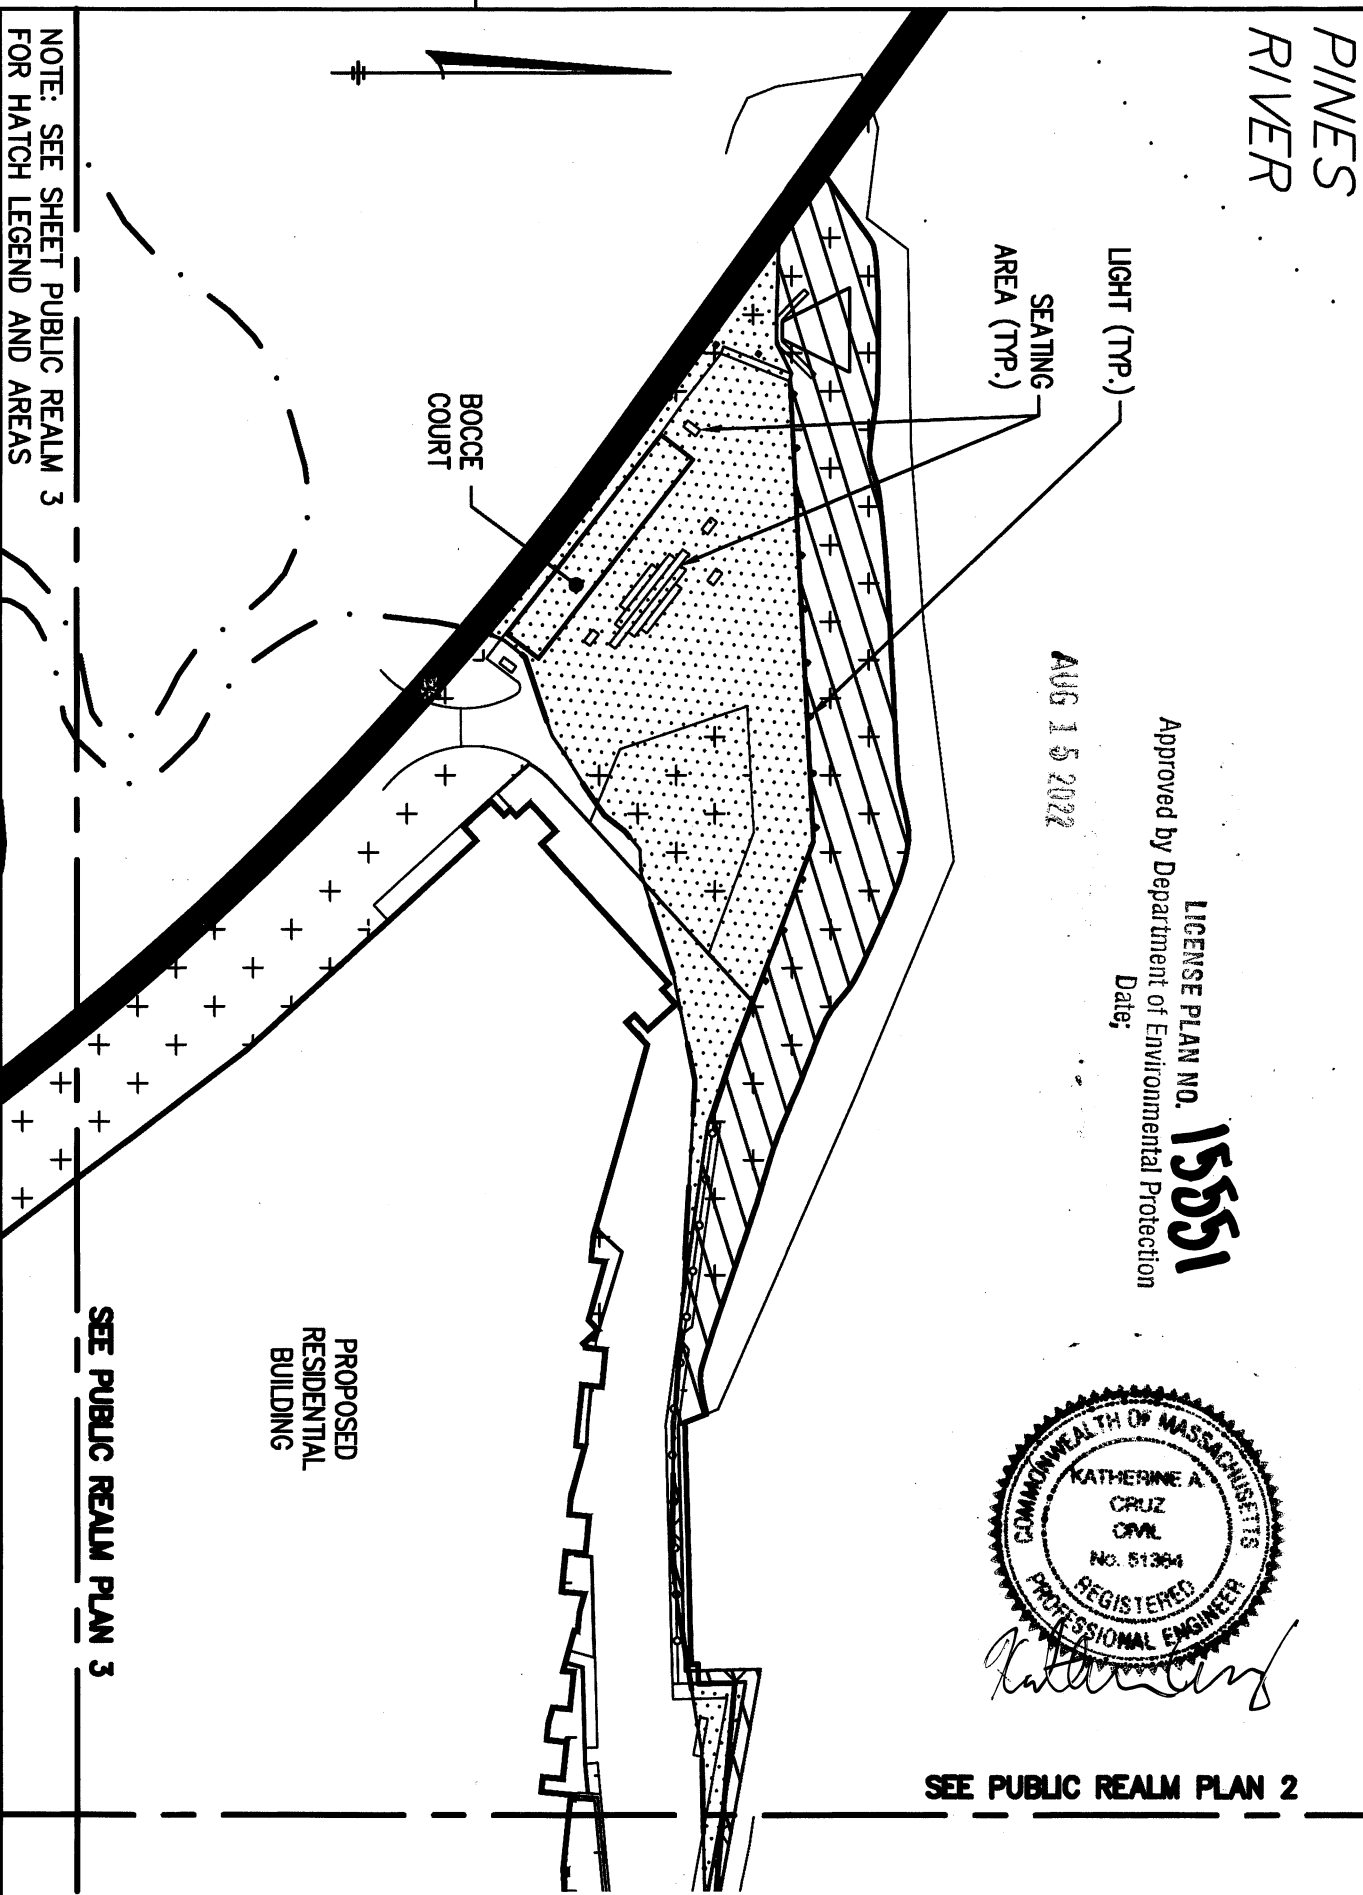 PINES
RIVER
LIGHT (TYP.)
SEATING
AREA (TYP.)
BOCCE
COURT
NOTE: SEE SHEET PUBLIC REALM 3
FOR HATCH LEGEND AND AREAS
LICENSE PLAN NO. 15551
Approved by Department of Environmental Protection
Date;
AUG 15 2022
COMMONWEALTH OF MASSACHUSETTS
KATHERINE A.
CRUZ
CIVIL
No. 51364
REGISTERED
PROFESSIONAL ENGINEER
PROPOSED
RESIDENTIAL
BUILDING
SEE PUBLIC REALM PLAN 3
SEE PUBLIC REALM PLAN 2